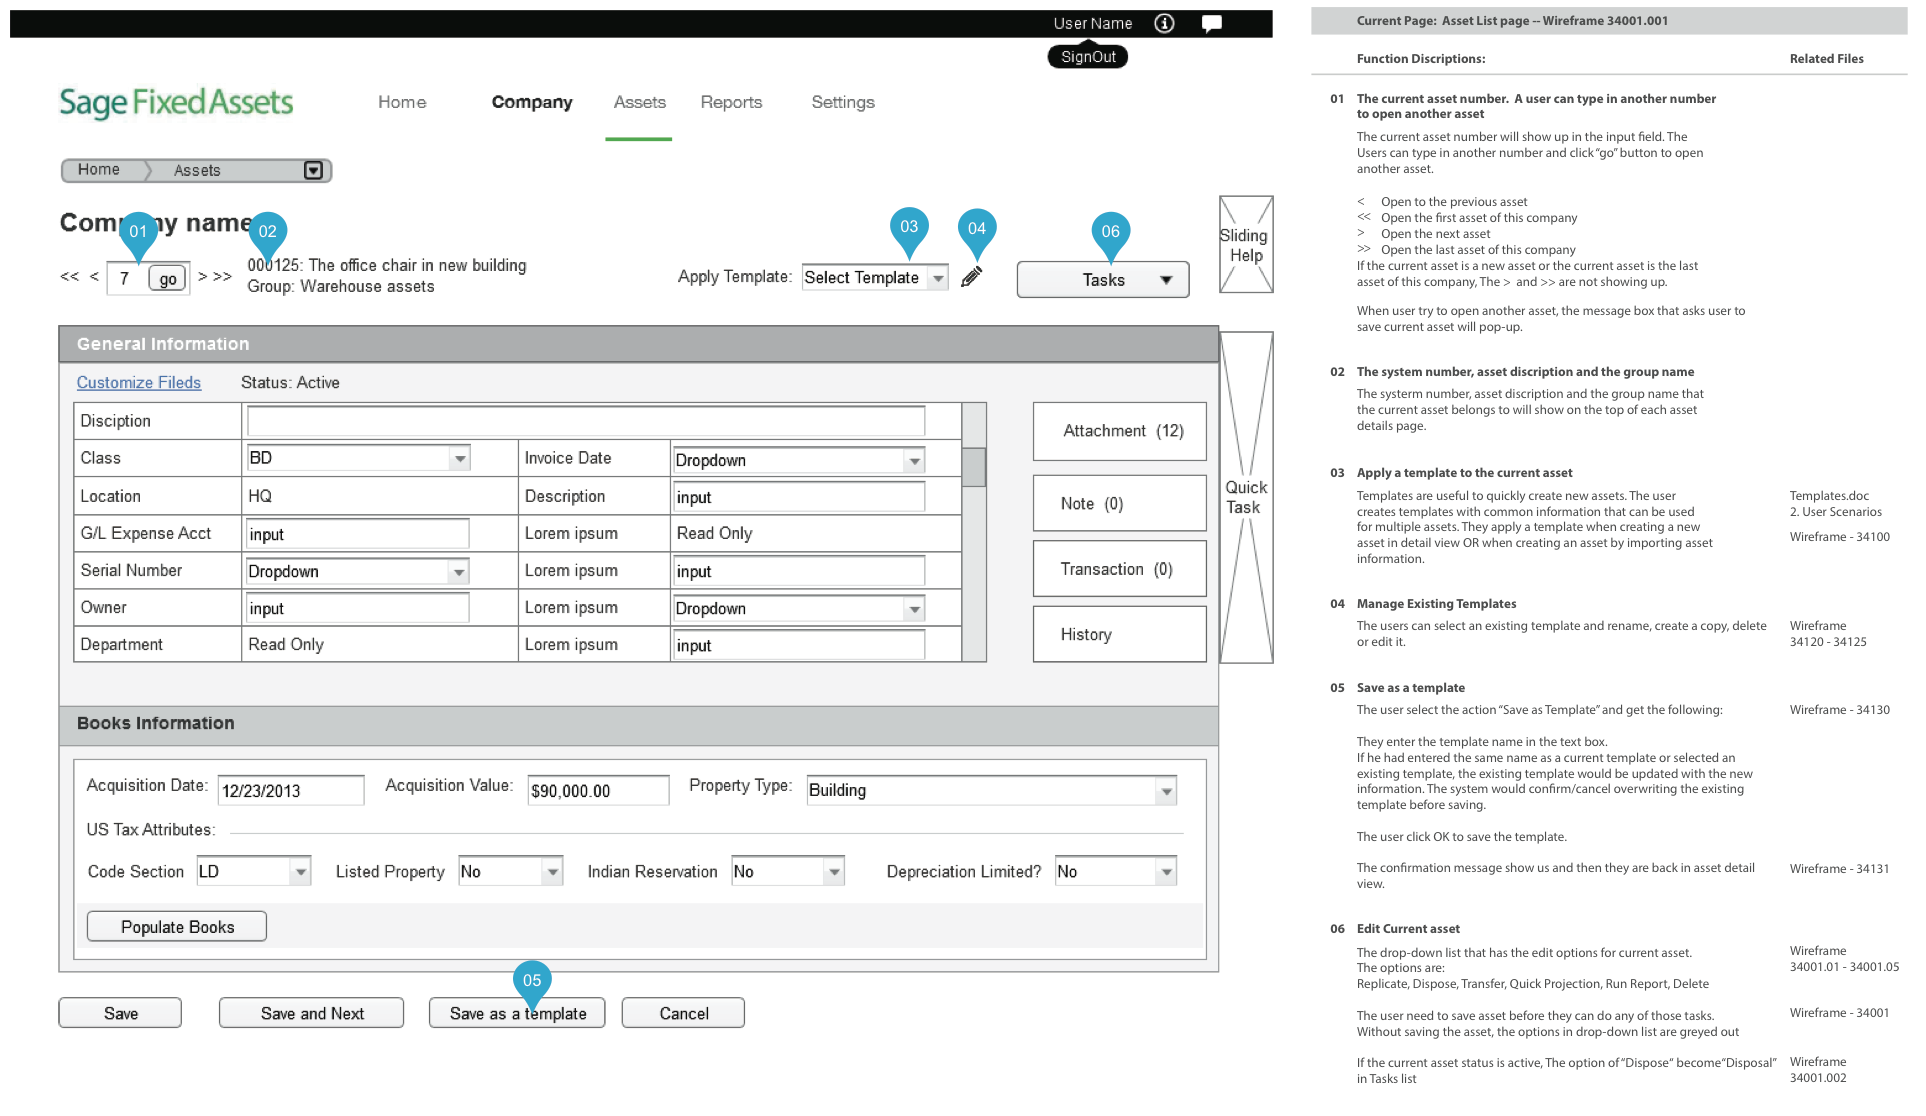 User Name
SignOut
Sage Fixed Assets
Home
Company
Assets
Reports
Settings
Home
Assets
Company name
01
02
03
04
06
<< < 7 go > >>
000125: The office chair in new building
Group: Warehouse assets
Apply Template:
Select Template
Tasks
Sliding
Help
General Information
Customize Fileds
Status: Active
Disciption
Class
BD
Invoice Date
Dropdown
Location
HQ
Description
input
G/L Expense Acct
input
Lorem ipsum
Read Only
Serial Number
Dropdown
Lorem ipsum
input
Owner
input
Lorem ipsum
Dropdown
Department
Read Only
Lorem ipsum
input
Attachment (12)
Note (0)
Transaction (0)
History
Quick
Task
Books Information
Acquisition Date:
12/23/2013
Acquisition Value:
$90,000.00
Property Type:
Building
US Tax Attributes:
Code Section
LD
Listed Property
No
Indian Reservation
No
Depreciation Limited?
No
Populate Books
05
Save
Save and Next
Save as a template
Cancel
Current Page: Asset List page -- Wireframe 34001.001
Function Discriptions:
Related Files
01 The current asset number. A user can type in another number
to open another asset
The current asset number will show up in the input field. The
Users can type in another number and click “go” button to open
another asset.
< Open to the previous asset
<< Open the first asset of this company
> Open the next asset
>> Open the last asset of this company
If the current asset is a new asset or the current asset is the last
asset of this company, The > and >> are not showing up.
When user try to open another asset, the message box that asks user to
save current asset will pop-up.
02 The system number, asset discription and the group name
The systerm number, asset discription and the group name that
the current asset belongs to will show on the top of each asset
details page.
03 Apply a template to the current asset
Templates are useful to quickly create new assets. The user
creates templates with common information that can be used
for multiple assets. They apply a template when creating a new
asset in detail view OR when creating an asset by importing asset
information.
Templates.doc
2. User Scenarios
Wireframe - 34100
04 Manage Existing Templates
The users can select an existing template and rename, create a copy, delete
or edit it.
Wireframe
34120 - 34125
05 Save as a template
The user select the action “Save as Template” and get the following:
Wireframe - 34130
They enter the template name in the text box.
If he had entered the same name as a current template or selected an
existing template, the existing template would be updated with the new
information. The system would confirm/cancel overwriting the existing
template before saving.
The user click OK to save the template.
The confirmation message show us and then they are back in asset detail
view.
Wireframe - 34131
06 Edit Current asset
The drop-down list that has the edit options for current asset.
The options are:
Replicate, Dispose, Transfer, Quick Projection, Run Report, Delete
Wireframe
34001.01 - 34001.05
The user need to save asset before they can do any of those tasks.
Without saving the asset, the options in drop-down list are greyed out
Wireframe - 34001
If the current asset status is active, The option of “Dispose“ become“Disposal”
in Tasks list
Wireframe
34001.002